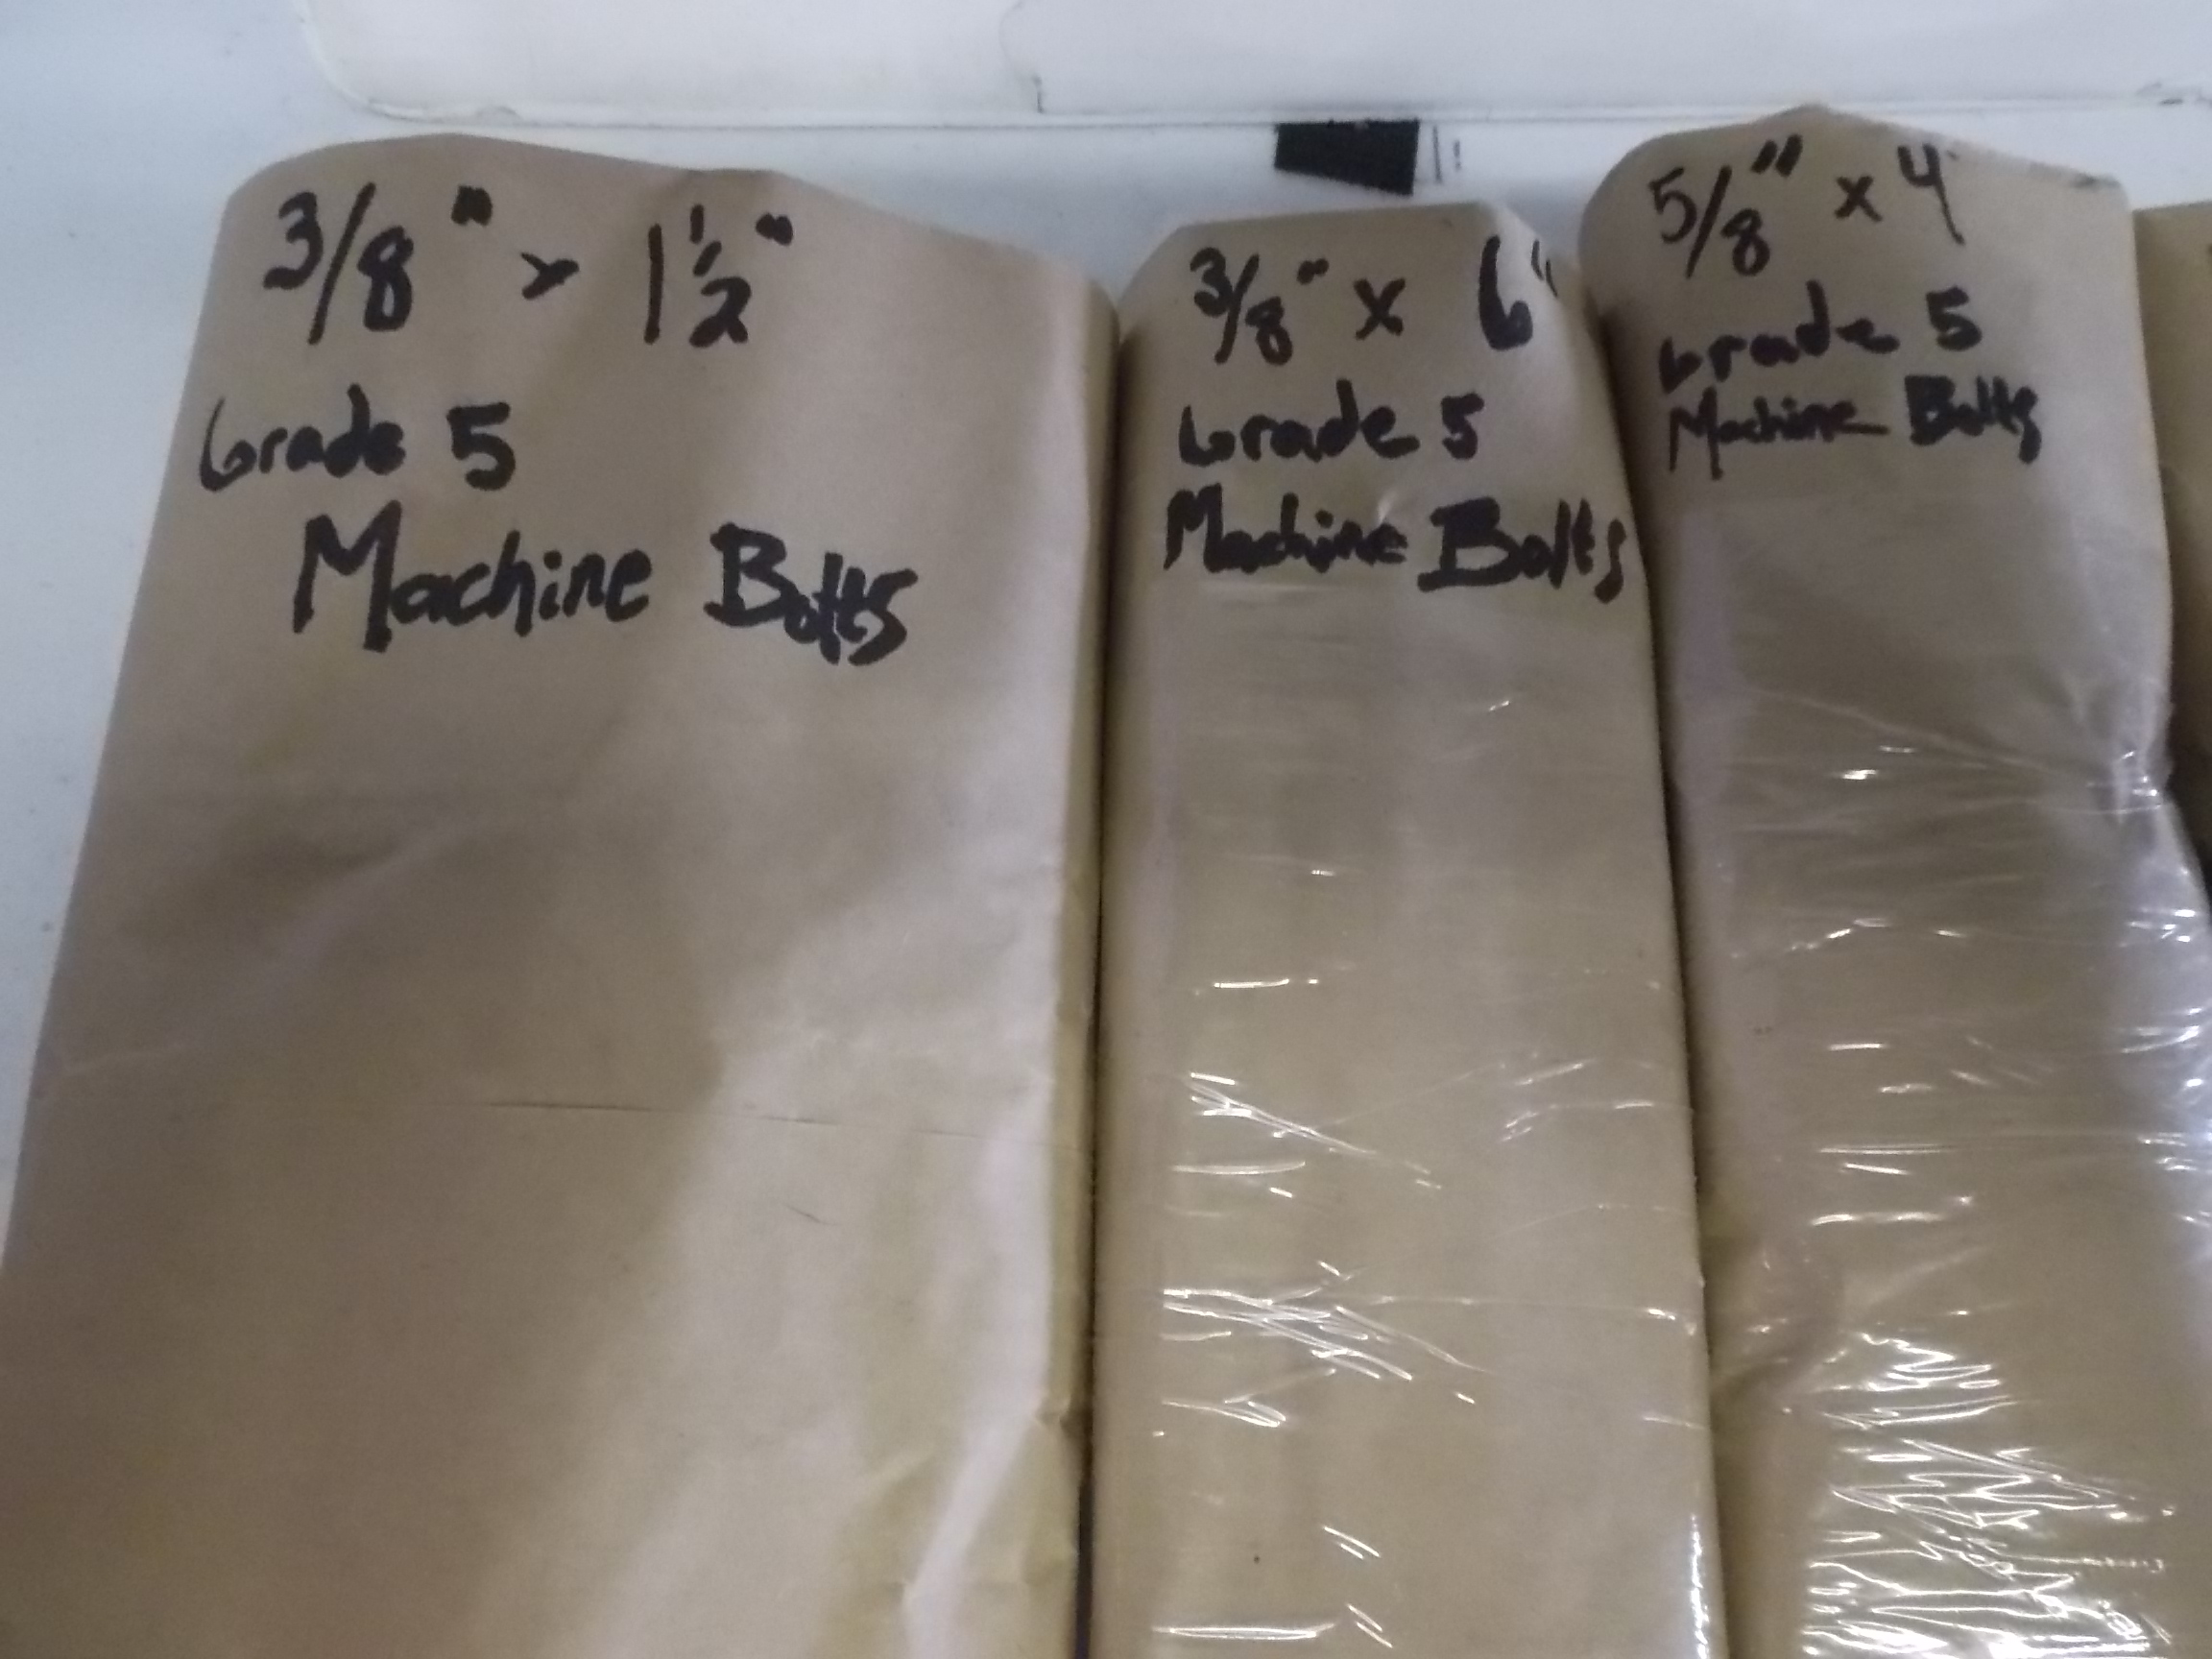 3/8" x 1 1/2"
Grade 5
Machine Bolts
3/8" x 6"
Grade 5
Machine Bolts
5/8" x 4
Grade 5
Machine Bolts